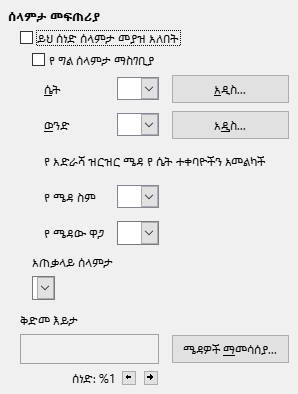 ሰላምታ መፍጠሪያ
ይህ ሰነድ ሰላምታ መያዝ አለበት
የ ግል ሰላምታ ማስገቢያ
ሴት
አዲስ...
ወንድ
አዲስ...
የ አድራሻ ዝርዝር ሜዳ የ ሴት ተቀባዮችን አመልካች
የ ሜዳ ስም
የ ሜዳው ዋጋ
አጠቃላይ ሰላምታ
ቅድመ እይታ
ሜዳዎች ማመሳሰያ...
ሰነድ: %1